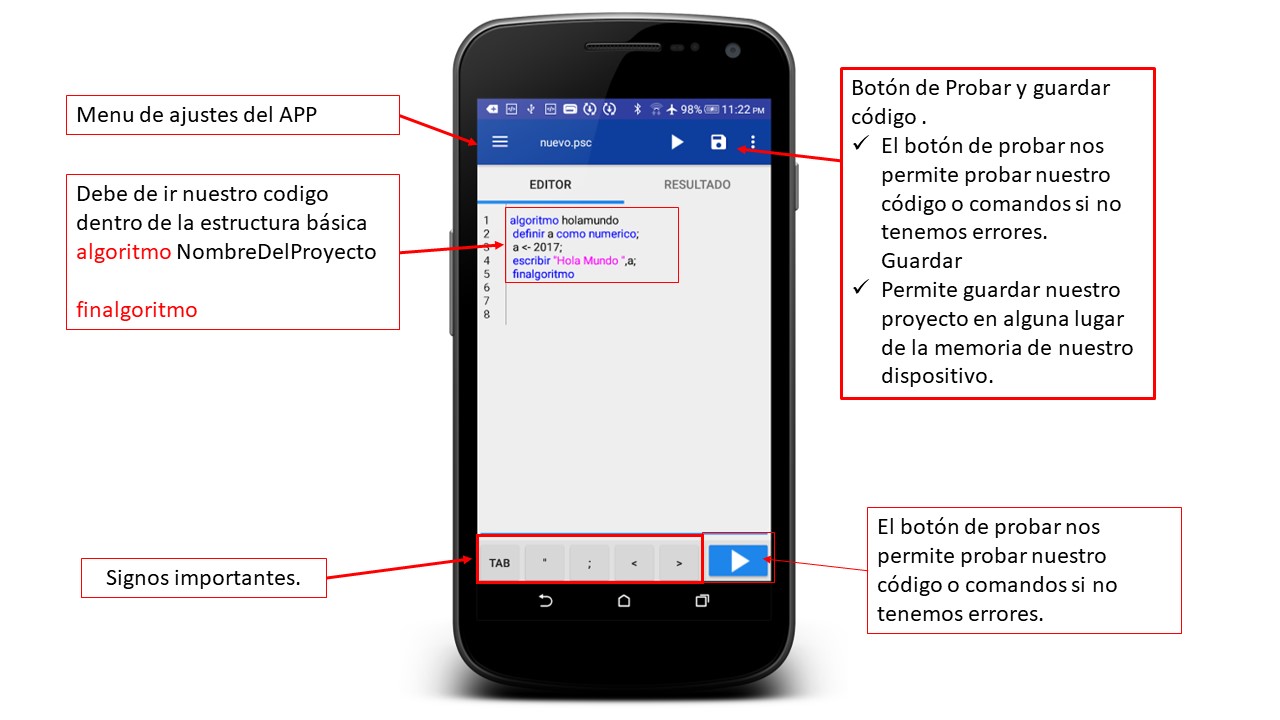 Menu de ajustes del APP
Debe de ir nuestro codigo
dentro de la estructura básica
algoritmo NombreDelProyecto
finalgoritmo
Signos importantes.
98% 11:22 PM
nuevo.psc
EDITOR RESULTADO
1 algoritmo holamundo
2 definir a como numerico;
3 a <- 2017;
4 escribir "Hola Mundo ",a;
5 finalgoritmo
6
7
8
TAB " ; < >
Botón de Probar y guardar
código .
✓ El botón de probar nos
permite probar nuestro
código o comandos si no
tenemos errores.
Guardar
✓ Permite guardar nuestro
proyecto en alguna lugar
de la memoria de nuestro
dispositivo.
El botón de probar nos
permite probar nuestro
código o comandos si no
tenemos errores.